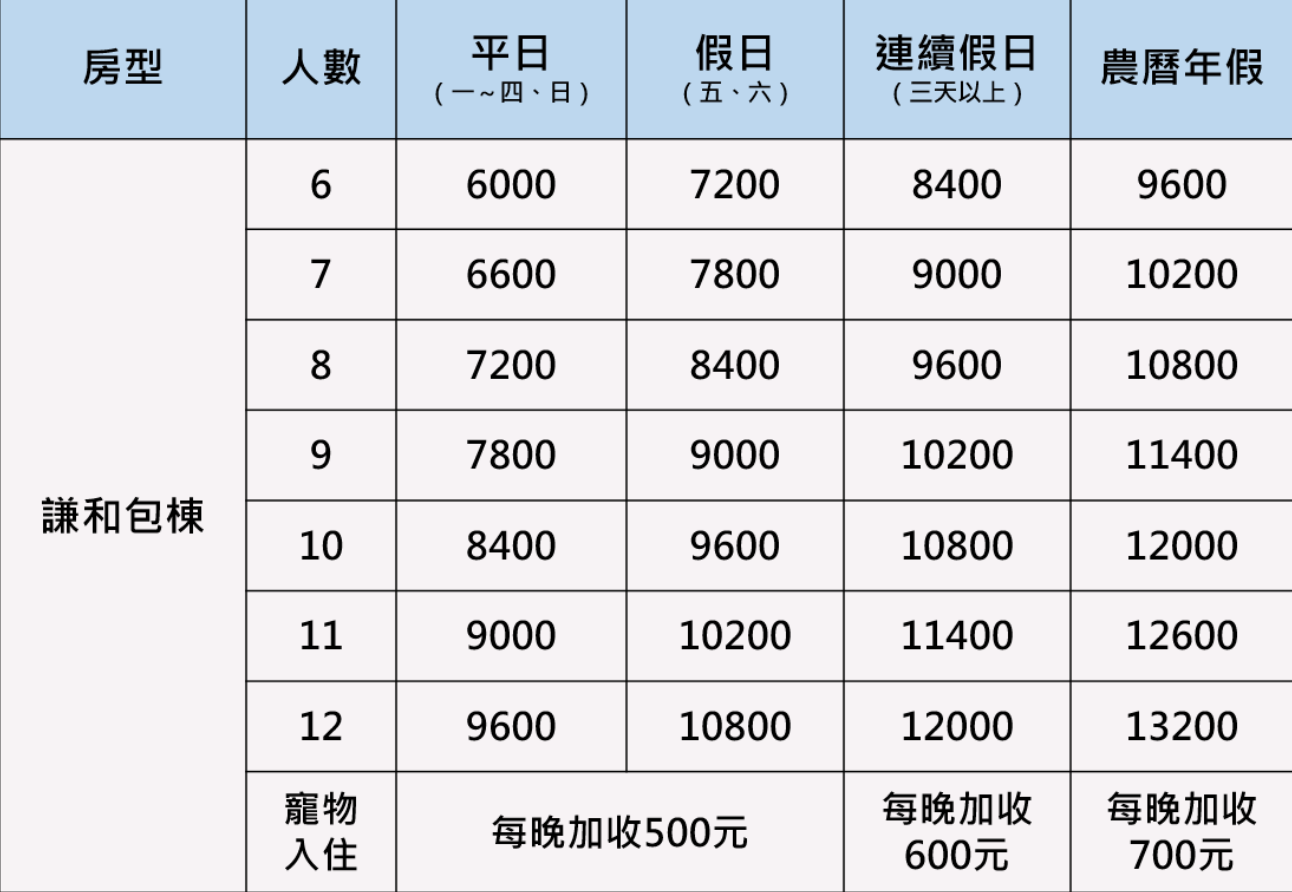 房型 人數 平日 假日 連續假日 農曆年假
(一~四、日) (五、六) (三天以上)
6 6000 7200 8400 9600
7 6600 7800 9000 10200
8 7200 8400 9600 10800
9 7800 9000 10200 11400
謙和包棟
10 8400 9600 10800 12000
11 9000 10200 11400 12600
12 9600 10800 12000 13200
寵物入住 每晚加收500元 每晚加收600元 每晚加收700元